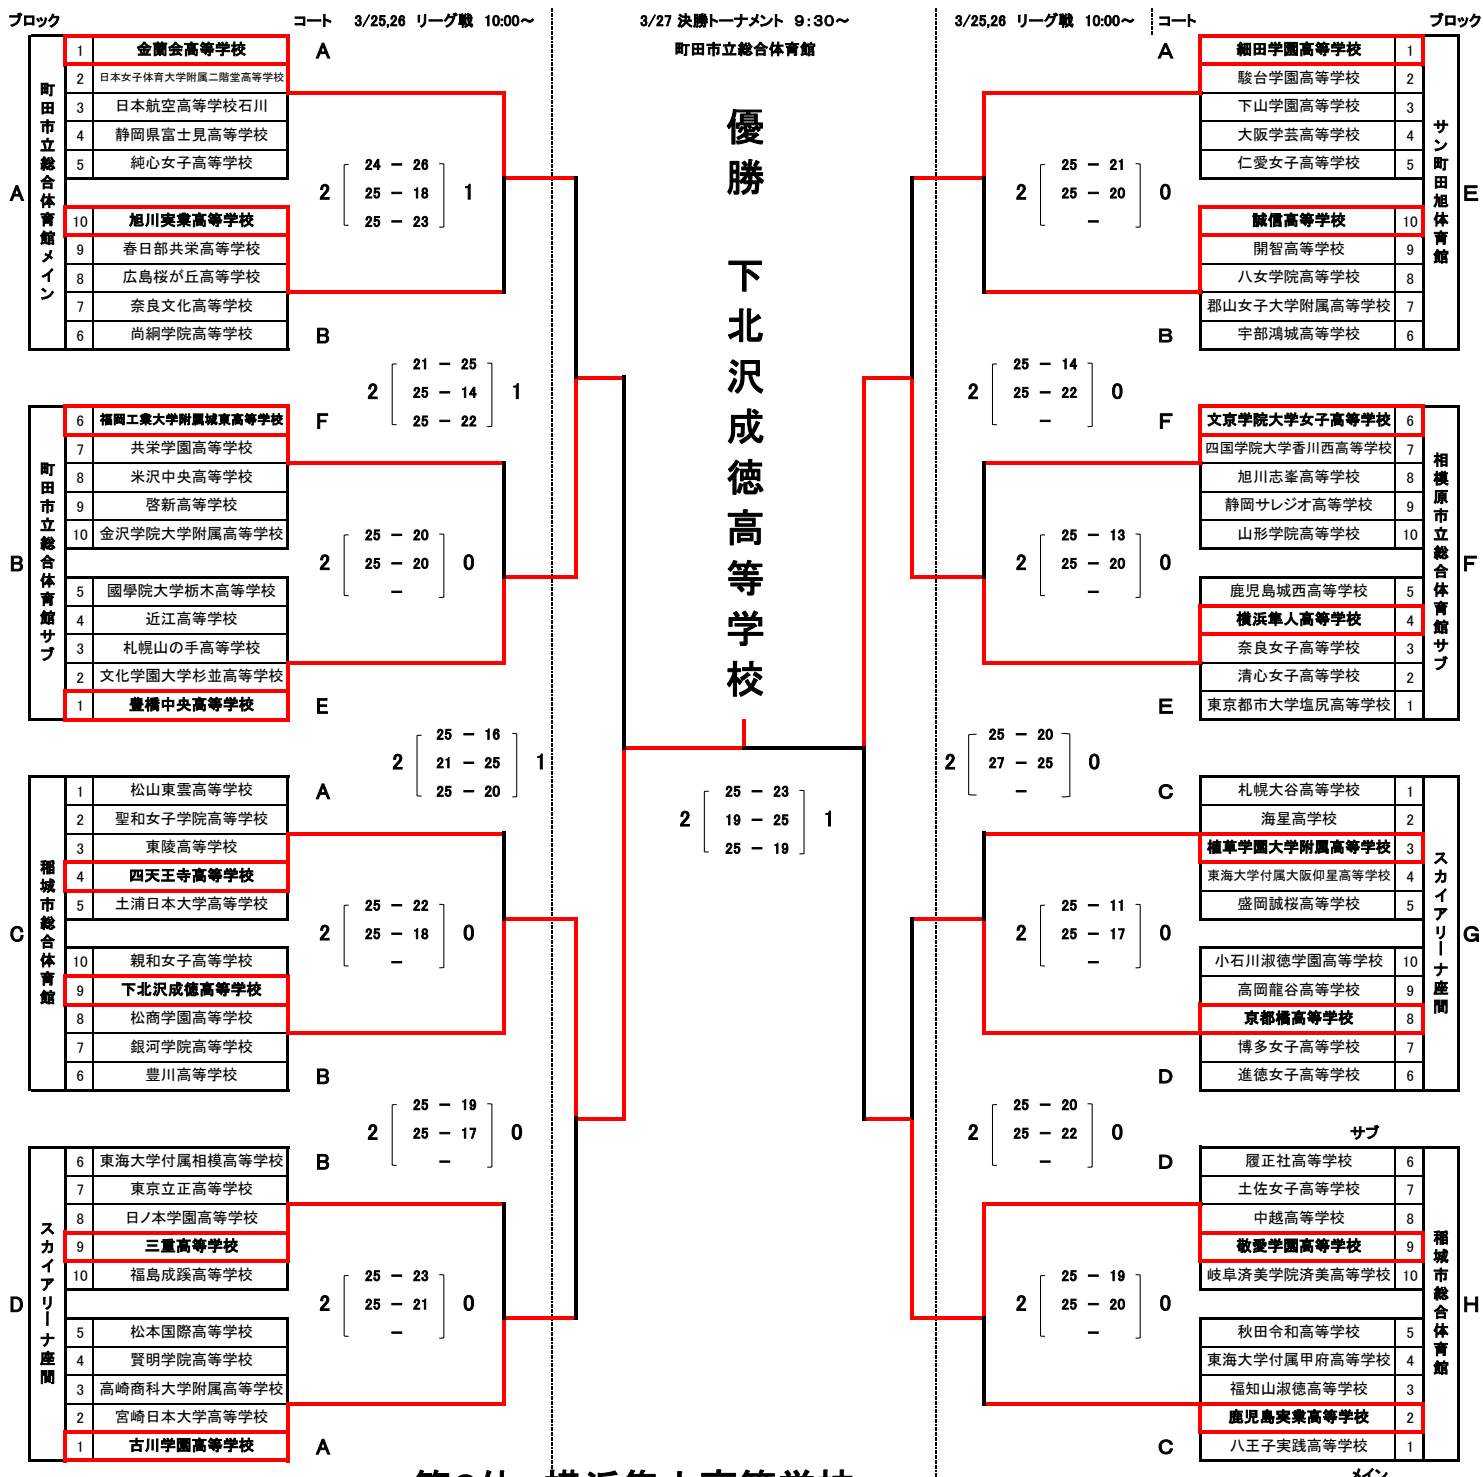 ブロック コート 3/25,26 リーグ戦 10:00～ 3/27 決勝トーナメント 9:30～ 3/25,26 リーグ戦 10:00～ コート ブロック
町田市立総合体育館
優勝 下北沢成徳高等学校
A
町田市立総合体育館メイン
1 金蘭会高等学校 A
2 日本女子体育大学附属二階堂高等学校
3 日本航空高等学校石川
4 静岡県富士見高等学校
5 純心女子高等学校
10 旭川実業高等学校
9 春日部共栄高等学校
8 広島桜が丘高等学校
7 奈良文化高等学校
6 尚絅学院高等学校 B
24 － 26
2 25 － 18 1
25 － 23
21 － 25
2 25 － 14 1
25 － 22
B
町田市立総合体育館サブ
6 福岡工業大学附属城東高等学校 F
7 共栄学園高等学校
8 米沢中央高等学校
9 啓新高等学校
10 金沢学院大学附属高等学校
5 國學院大学栃木高等学校
4 近江高等学校
3 札幌山の手高等学校
2 文化学園大学杉並高等学校
1 豊橋中央高等学校 E
25 － 20
2 25 － 20 0
－
25 － 16
2 21 － 25 1
25 － 20
C
稲城市総合体育館
1 松山東雲高等学校 A
2 聖和女子学院高等学校
3 東陵高等学校
4 四天王寺高等学校
5 土浦日本大学高等学校
10 親和女子高等学校
9 下北沢成徳高等学校
8 松商学園高等学校
7 銀河学院高等学校
6 豊川高等学校 B
25 － 22
2 25 － 18 0
－
25 － 19
2 25 － 17 0
－
D
スカイアリーナ座間
6 東海大学付属相模高等学校 B
7 東京立正高等学校
8 日ノ本学園高等学校
9 三重高等学校
10 福島成蹊高等学校
5 松本国際高等学校
4 賢明学院高等学校
3 高崎商科大学附属高等学校
2 宮崎日本大学高等学校
1 古川学園高等学校 A
25 － 23
2 25 － 21 0
－
25 － 23
2 19 － 25 1
25 － 19
E
サン町田旭体育館
A 細田学園高等学校 1
駿台学園高等学校 2
下山学園高等学校 3
大阪学芸高等学校 4
仁愛女子高等学校 5
誠信高等学校 10
開智高等学校 9
八女学院高等学校 8
郡山女子大学附属高等学校 7
B 宇部鴻城高等学校 6
25 － 21
2 25 － 20 0
－
25 － 14
2 25 － 22 0
－
F
相模原市立総合体育館サブ
F 文京学院大学女子高等学校 6
四国学院大学香川西高等学校 7
旭川志峯高等学校 8
静岡サレジオ高等学校 9
山形学院高等学校 10
鹿児島城西高等学校 5
横浜隼人高等学校 4
奈良女子高等学校 3
清心女子高等学校 2
E 東京都市大学塩尻高等学校 1
25 － 13
2 25 － 20 0
－
25 － 20
2 27 － 25 0
－
G
スカイアリーナ座間
C 札幌大谷高等学校 1
海星高等学校 2
植草学園大学附属高等学校 3
東海大学付属大阪仰星高等学校 4
盛岡誠桜高等学校 5
小石川淑徳学園高等学校 10
高岡龍谷高等学校 9
京都橘高等学校 8
博多女子高等学校 7
D 進徳女子高等学校 6
25 － 11
2 25 － 17 0
－
25 － 20
2 25 － 22 0
－
サブ
H
稲城市総合体育館
D 履正社高等学校 6
土佐女子高等学校 7
中越高等学校 8
敬愛学園高等学校 9
岐阜済美学院済美高等学校 10
秋田令和高等学校 5
東海大学付属甲府高等学校 4
福知山淑徳高等学校 3
鹿児島実業高等学校 2
C 八王子実践高等学校 1
25 － 19
2 25 － 20 0
－
メイン